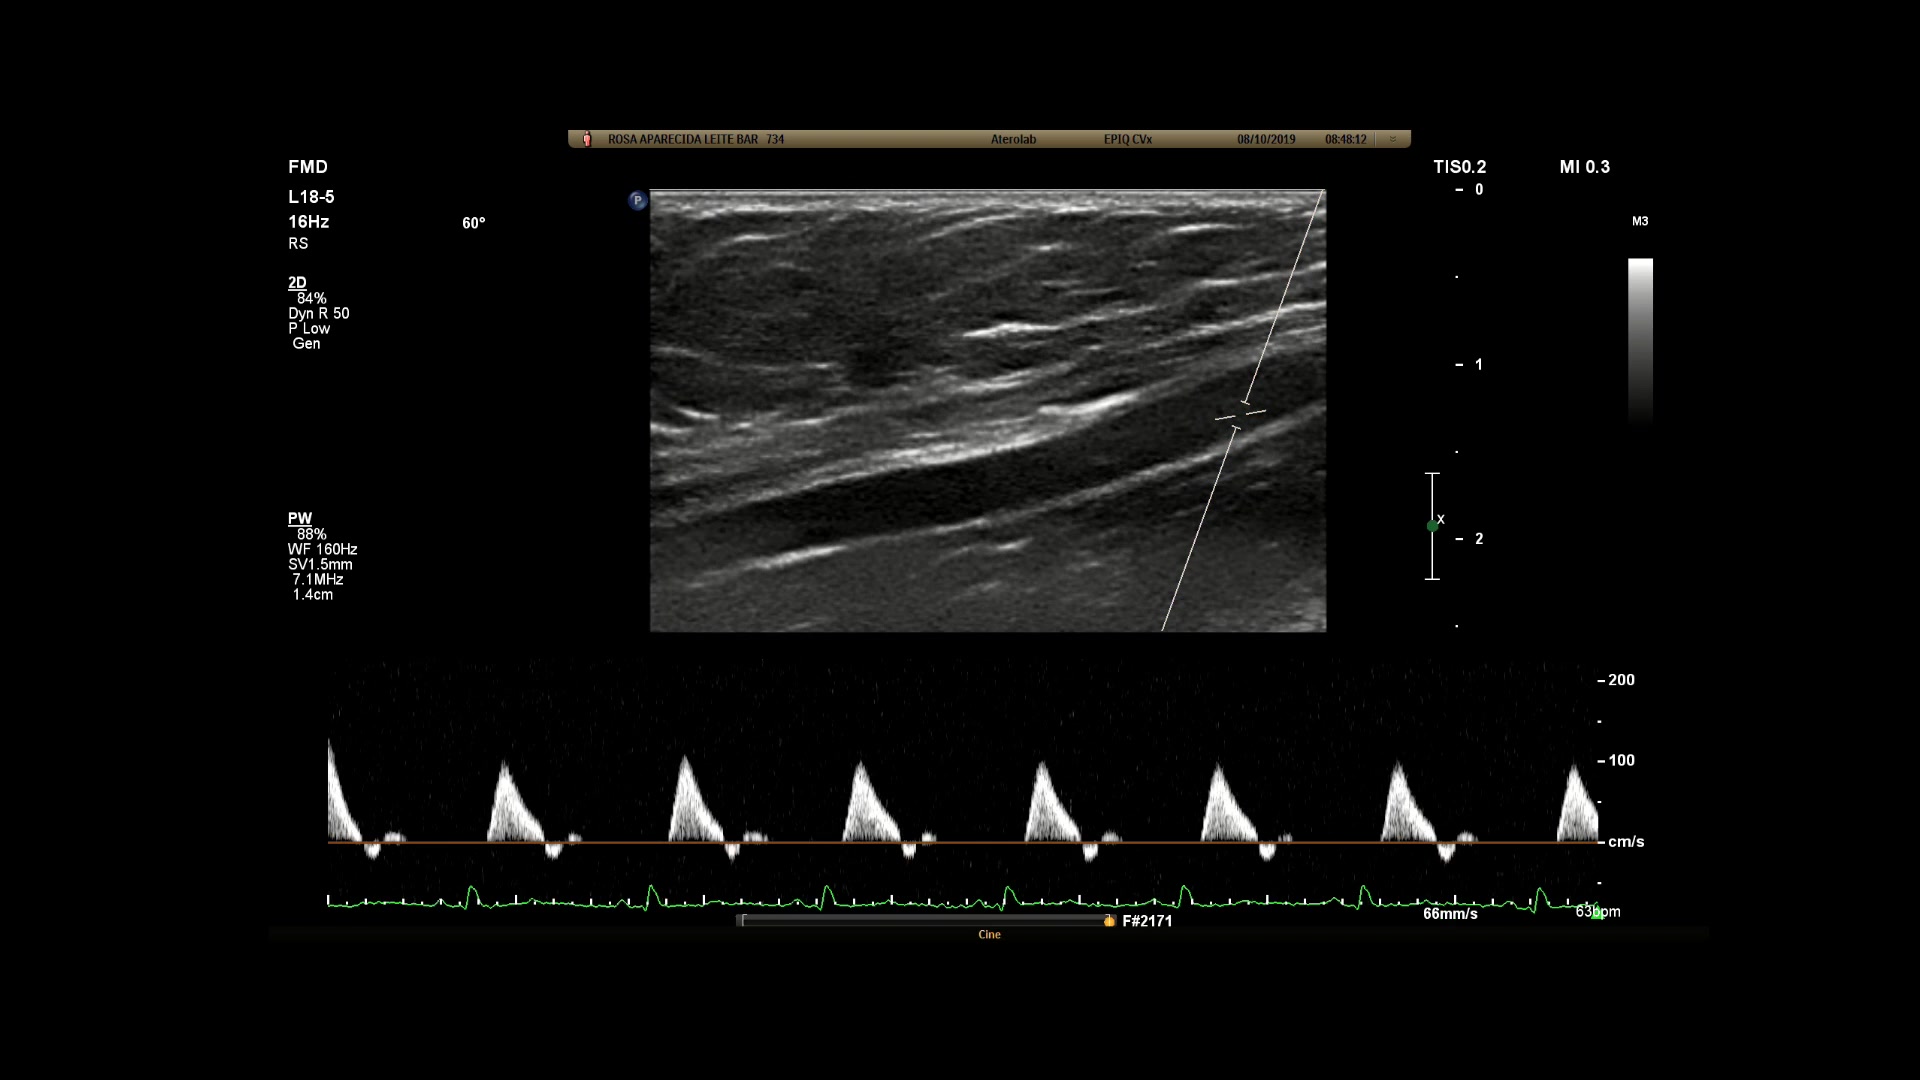 ROSA APARECIDA LEITE BAR 734 Aterolab EPIQ CVx 08/10/2019 08:48:12
FMD
TIS0.2 MI 0.3
L18-5
16Hz
60°
RS
M3
P
2D
84%
Dyn R 50
P Low
Gen
0
1
2
X
PW
88%
WF 160Hz
SV1.5mm
7.1MHz
1.4cm
200
100
cm/s
66mm/s
63bpm
F#2171
Cine